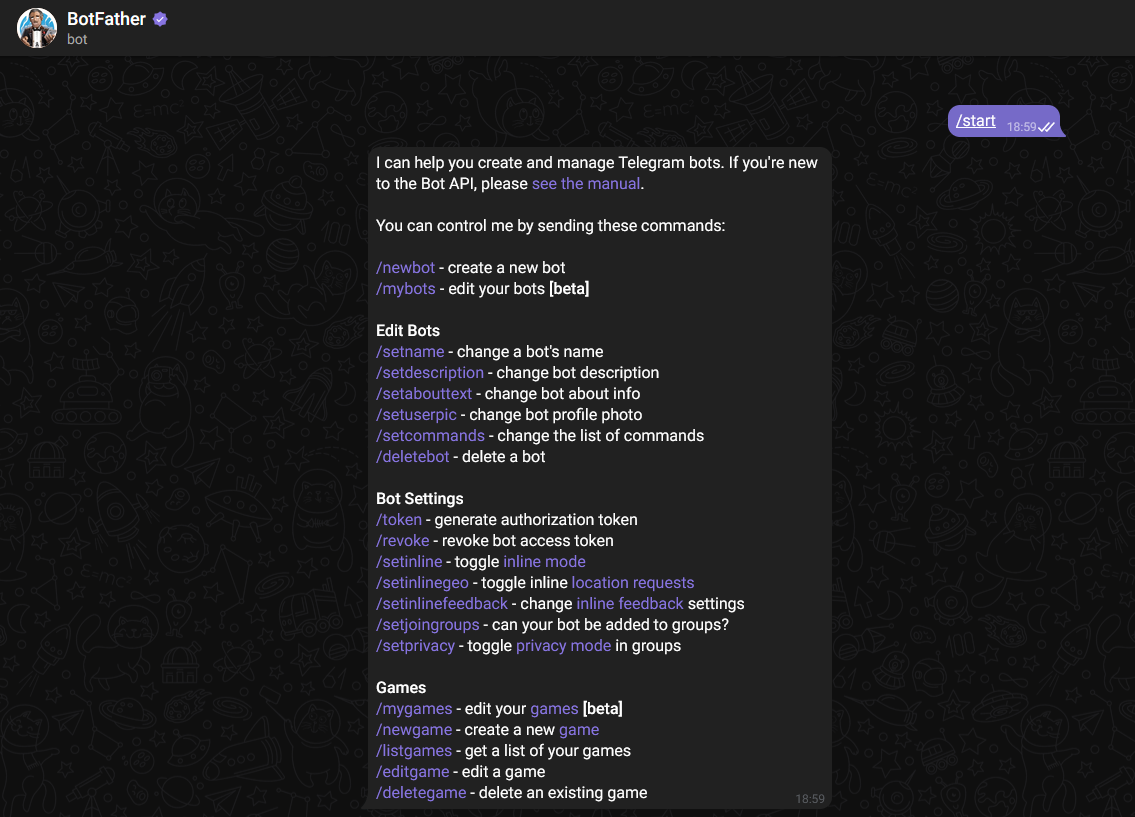 BotFather
bot
/start 18:59
I can help you create and manage Telegram bots. If you're new
to the Bot API, please see the manual.
You can control me by sending these commands:
/newbot - create a new bot
/mybots - edit your bots [beta]
Edit Bots
/setname - change a bot's name
/setdescription - change bot description
/setabouttext - change bot about info
/setuserpic - change bot profile photo
/setcommands - change the list of commands
/deletebot - delete a bot
Bot Settings
/token - generate authorization token
/revoke - revoke bot access token
/setinline - toggle inline mode
/setinlinegeo - toggle inline location requests
/setinlinefeedback - change inline feedback settings
/setjoingroups - can your bot be added to groups?
/setprivacy - toggle privacy mode in groups
Games
/mygames - edit your games [beta]
/newgame - create a new game
/listgames - get a list of your games
/editgame - edit a game
/deletegame - delete an existing game
18:59